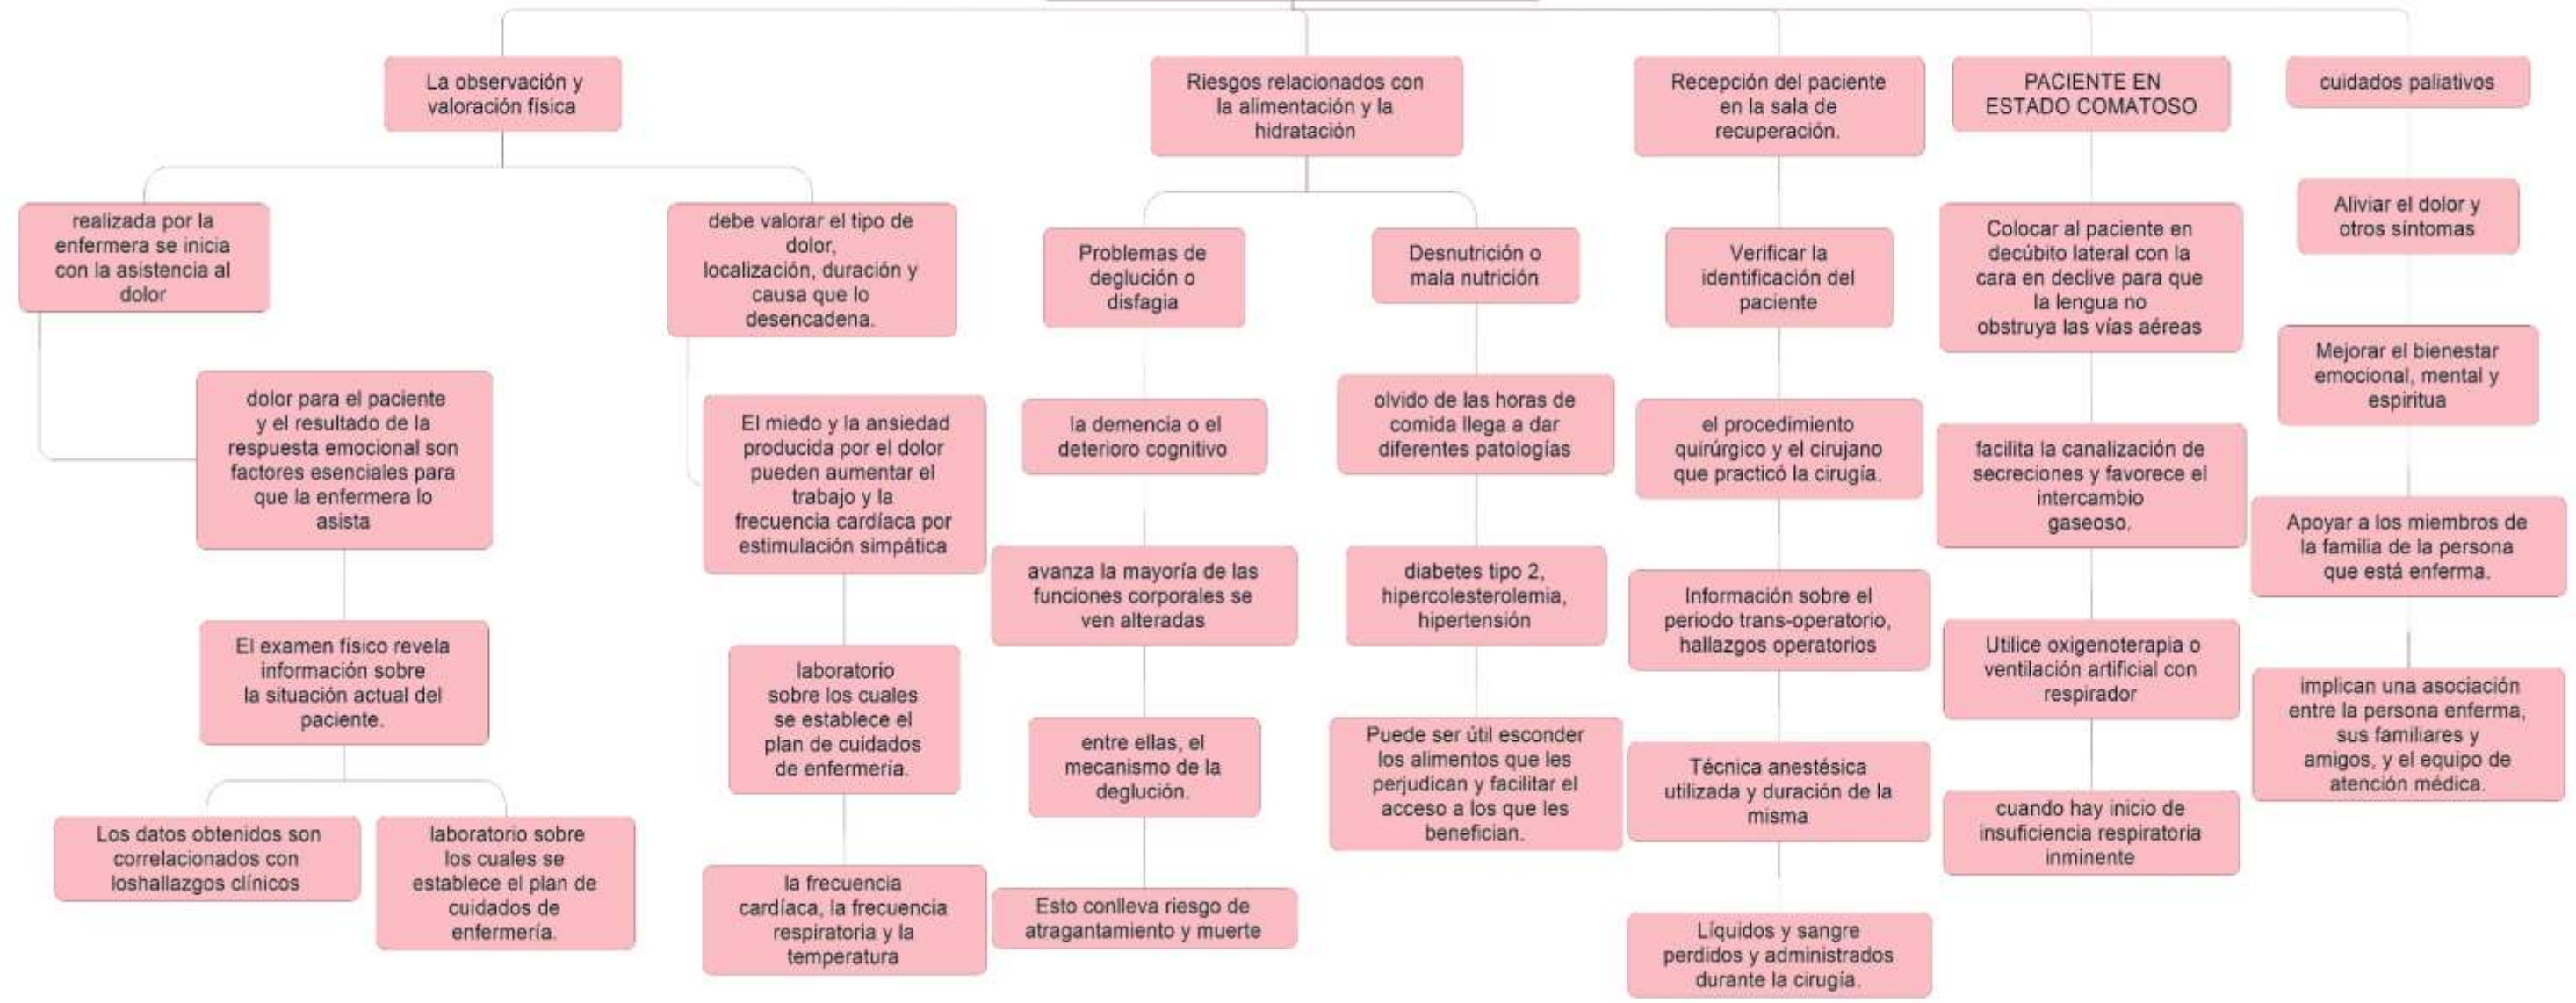 La observación y
valoración física
realizada por la
enfermera se inicia
con la asistencia al
dolor
dolor para el paciente
y el resultado de la
respuesta emocional son
factores esenciales para
que la enfermera lo
asista
El examen físico revela
información sobre
la situación actual del
paciente.
Los datos obtenidos son
correlacionados con
loshallazgos clínicos
laboratorio sobre
los cuales se
establece el plan de
cuidados de
enfermería.
debe valorar el tipo de
dolor,
localización, duración y
causa que lo
desencadena.
El miedo y la ansiedad
producida por el dolor
pueden aumentar el
trabajo y la
frecuencia cardíaca por
estimulación simpática
laboratorio
sobre los cuales
se establece el
plan de cuidados
de enfermería.
la frecuencia
cardíaca, la frecuencia
respiratoria y la
temperatura
Riesgos relacionados con
la alimentación y la
hidratación
Problemas de
deglución o
disfagia
la demencia o el
deterioro cognitivo
avanza la mayoría de las
funciones corporales se
ven alteradas
entre ellas, el
mecanismo de la
deglución.
Esto conlleva riesgo de
atragantamiento y muerte
Desnutrición o
mala nutrición
olvido de las horas de
comida llega a dar
diferentes patologías
diabetes tipo 2,
hipercolesterolemia,
hipertensión
Puede ser útil esconder
los alimentos que les
perjudican y facilitar el
acceso a los que les
benefician.
Recepción del paciente
en la sala de
recuperación.
Verificar la
identificación del
paciente
el procedimiento
quirúrgico y el cirujano
que practicó la cirugía.
Información sobre el
periodo trans-operatorio,
hallazgos operatorios
Técnica anestésica
utilizada y duración de la
misma
Líquidos y sangre
perdidos y administrados
durante la cirugía.
PACIENTE EN
ESTADO COMATOSO
Colocar al paciente en
decúbito lateral con la
cara en declive para que
la lengua no
obstruya las vías aéreas
facilita la canalización de
secreciones y favorece el
intercambio
gaseoso.
Utilice oxigenoterapia o
ventilación artificial con
respirador
cuando hay inicio de
insuficiencia respiratoria
inminente
cuidados paliativos
Aliviar el dolor y
otros síntomas
Mejorar el bienestar
emocional, mental y
espiritua
Apoyar a los miembros de
la familia de la persona
que está enferma.
implican una asociación
entre la persona enferma,
sus familiares y
amigos, y el equipo de
atención médica.